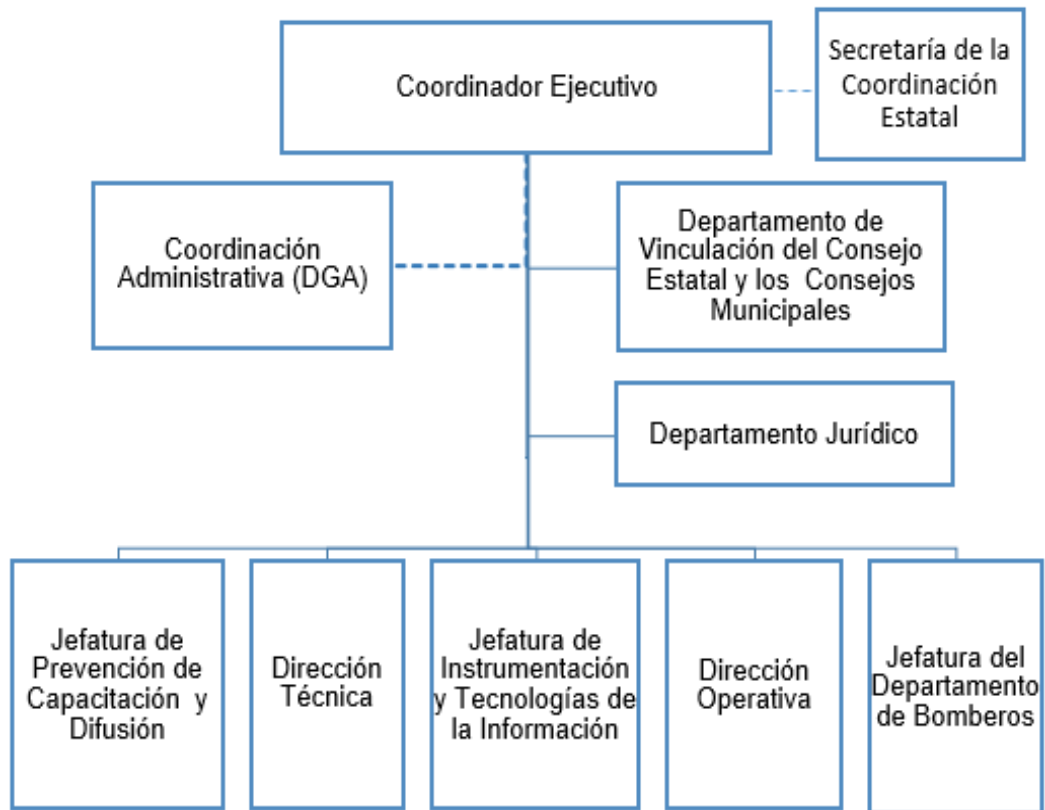 Coordinador Ejecutivo
Secretaría de la
Coordinación
Estatal
Coordinación
Administrativa (DGA)
Departamento de
Vinculación del Consejo
Estatal y los Consejos
Municipales
Departamento Jurídico
Jefatura de
Prevención de
Capacitación y
Difusión
Dirección
Técnica
Jefatura de
Instrumentación
y Tecnologías de
la Información
Dirección
Operativa
Jefatura del
Departamento
de Bomberos